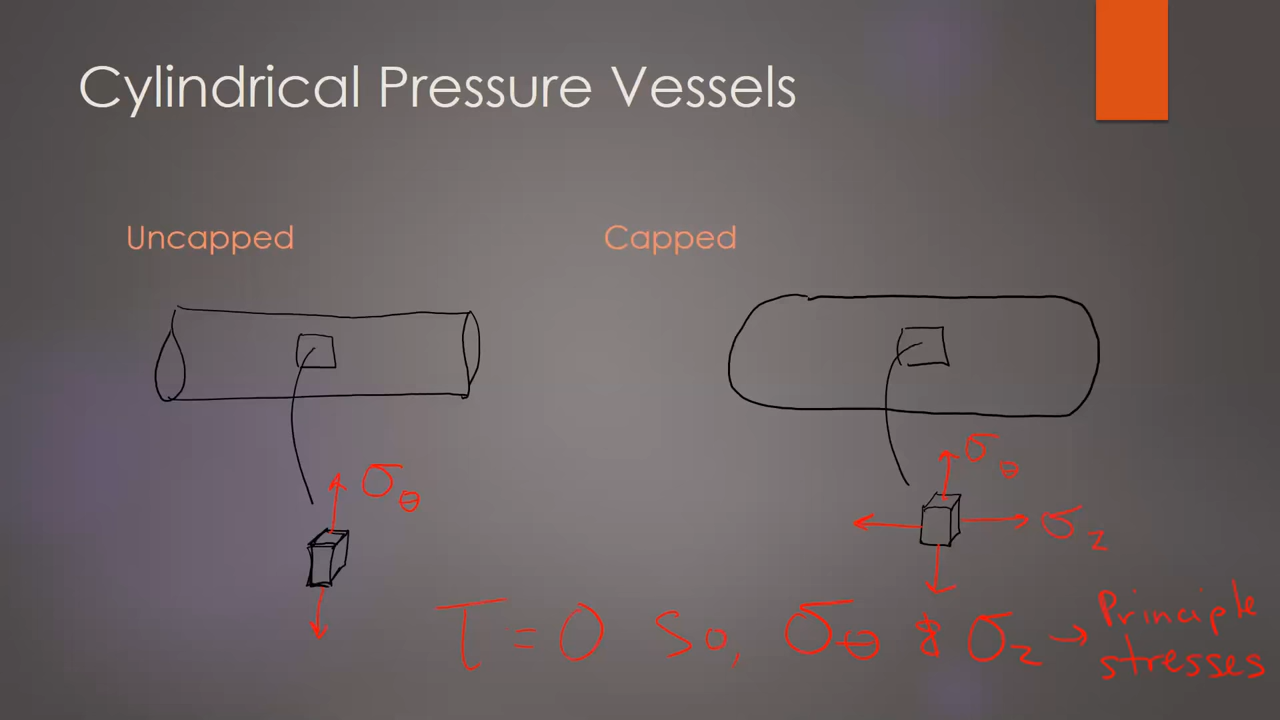 Cylindrical Pressure Vessels
Uncapped
Capped
σθ
σθ
σz
τ=0 so, σθ & σz → Principle
stresses